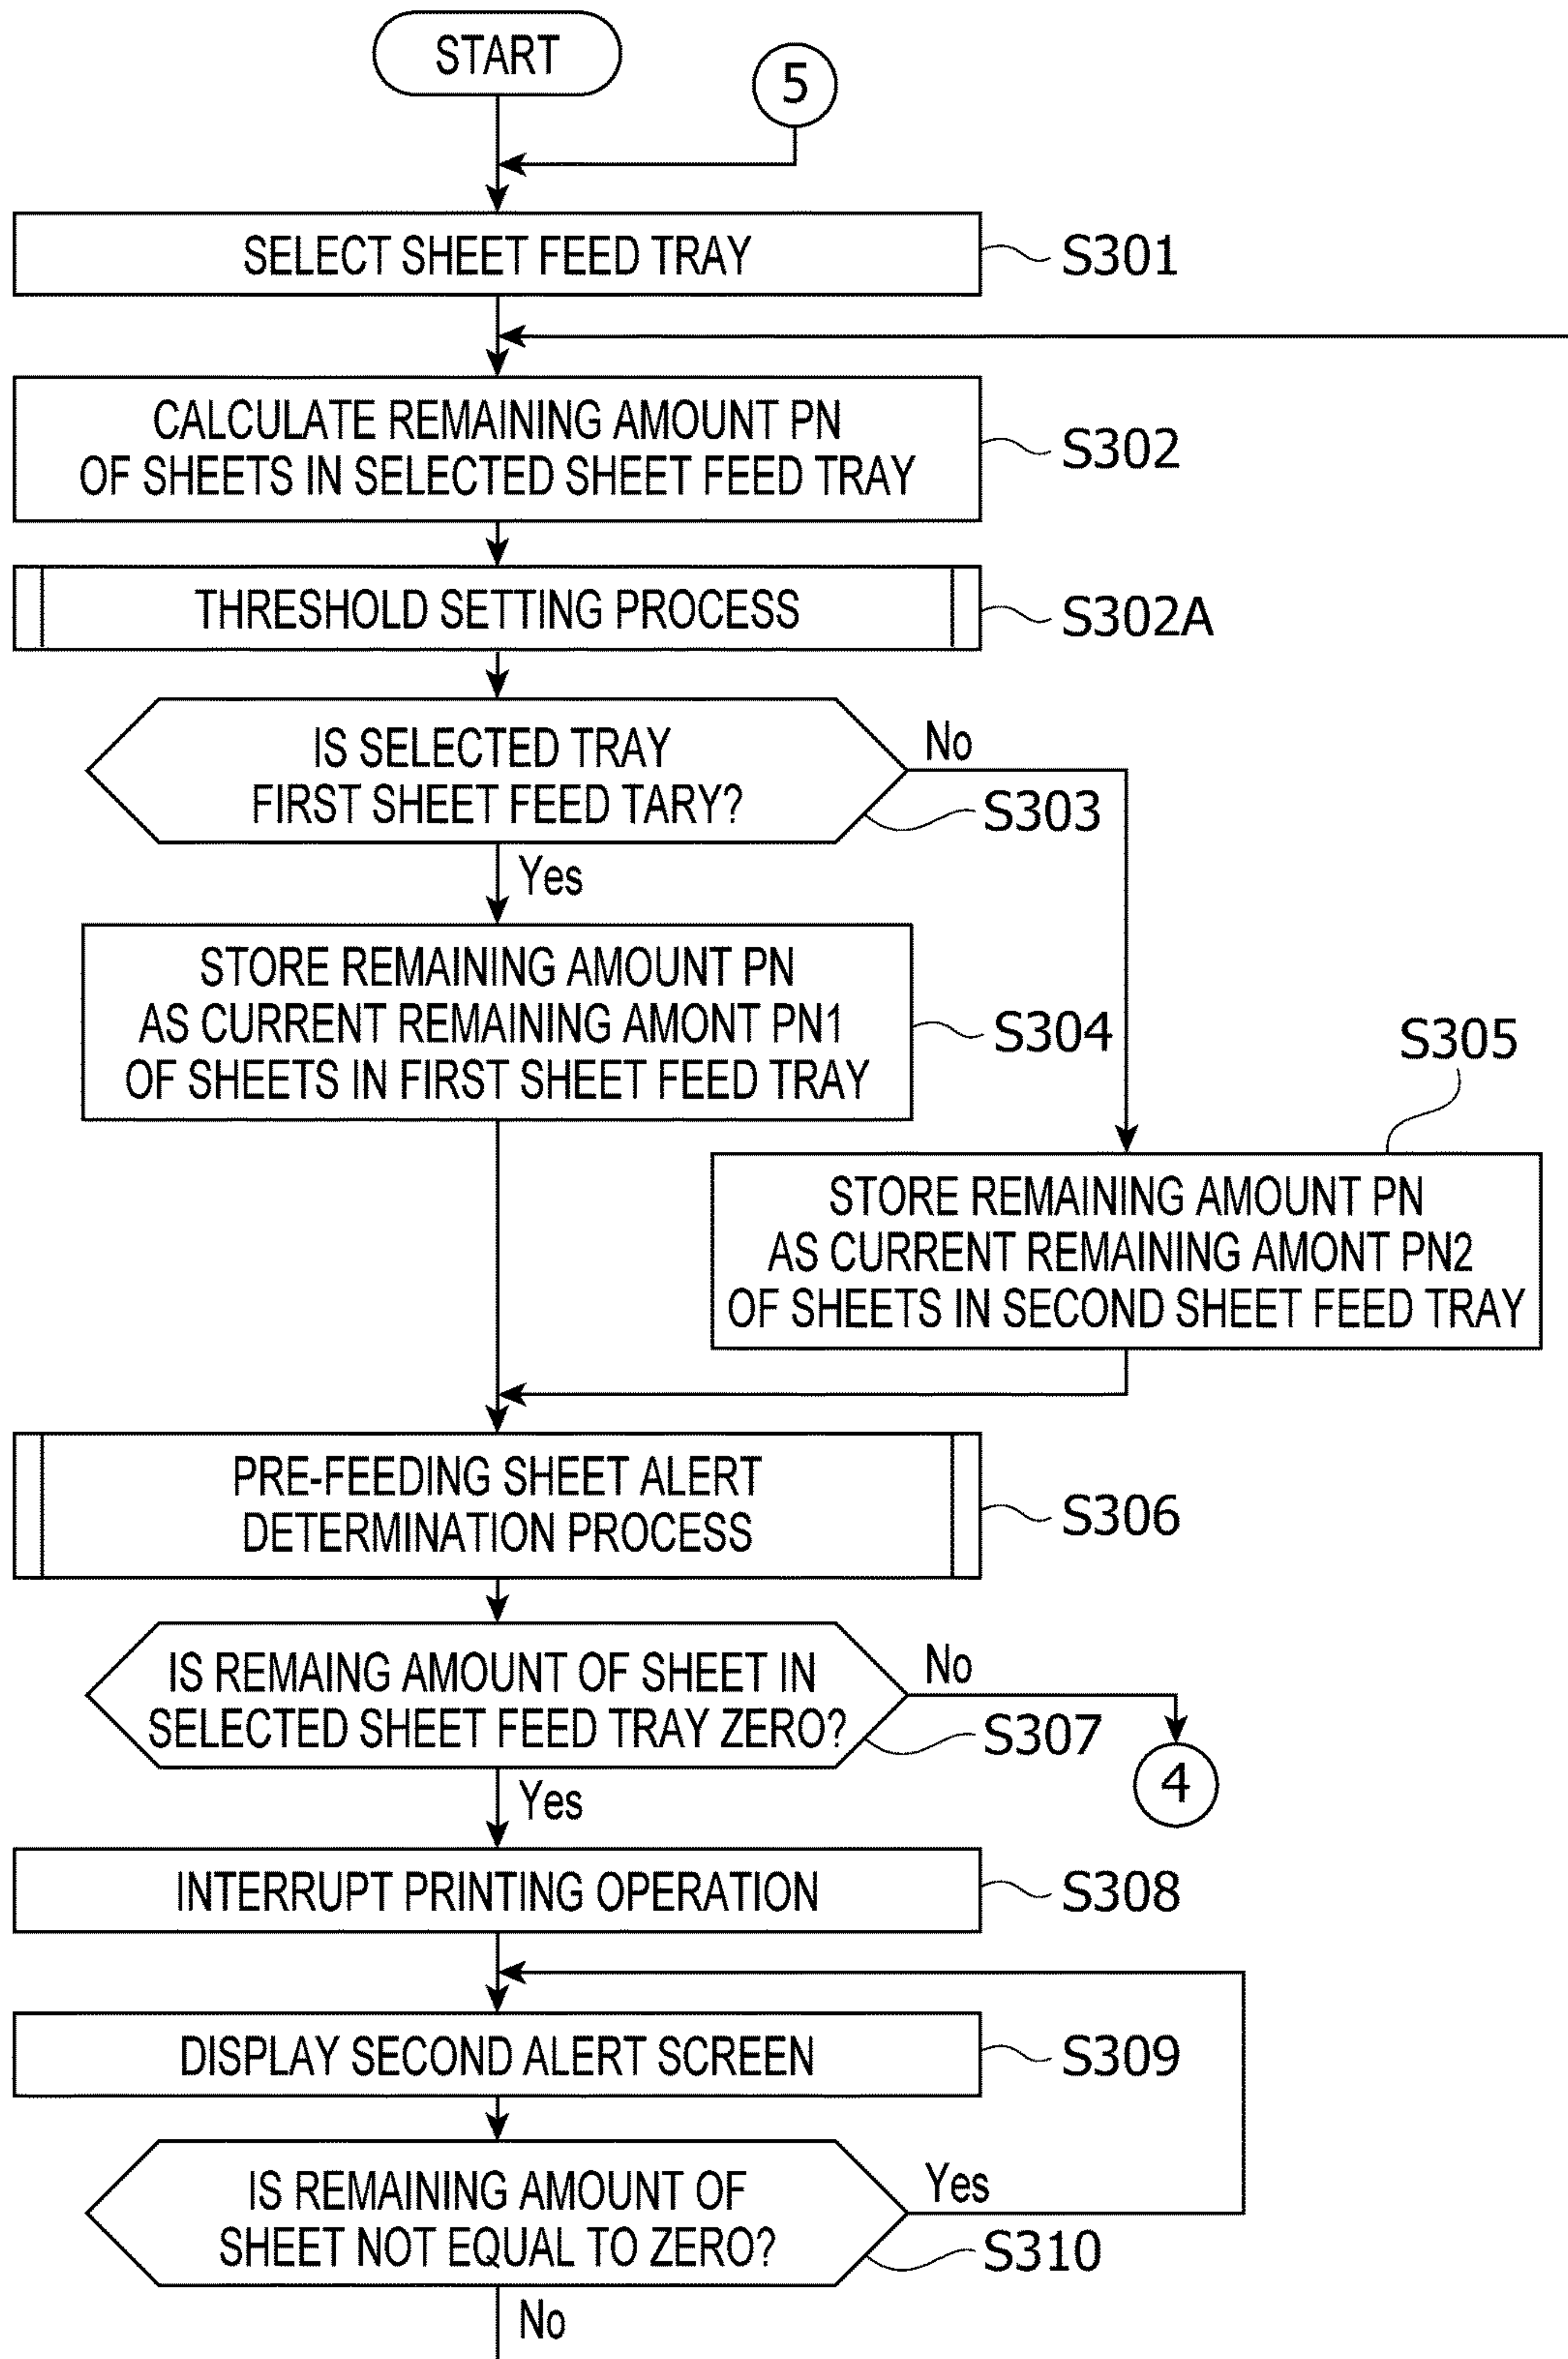 START
5
SELECT SHEET FEED TRAY
S301
CALCULATE REMAINING AMOUNT PN
OF SHEETS IN SELECTED SHEET FEED TRAY
S302
THRESHOLD SETTING PROCESS
S302A
IS SELECTED TRAY
FIRST SHEET FEED TARY?
No
S303
Yes
STORE REMAINING AMOUNT PN
AS CURRENT REMAINING AMONT PN1
OF SHEETS IN FIRST SHEET FEED TRAY
S304
S305
STORE REMAINING AMOUNT PN
AS CURRENT REMAINING AMONT PN2
OF SHEETS IN SECOND SHEET FEED TRAY
PRE-FEEDING SHEET ALERT
DETERMINATION PROCESS
S306
IS REMAING AMOUNT OF SHEET IN
SELECTED SHEET FEED TRAY ZERO?
No
S307
4
Yes
INTERRUPT PRINTING OPERATION
S308
DISPLAY SECOND ALERT SCREEN
S309
IS REMAINING AMOUNT OF
SHEET NOT EQUAL TO ZERO?
Yes
S310
No